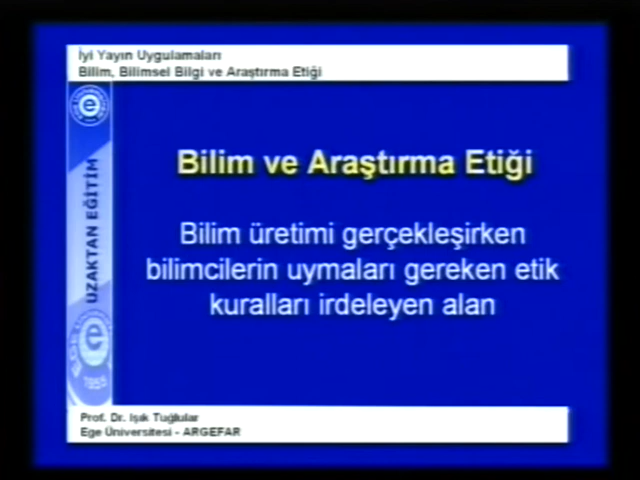 İyi Yayın Uygulamaları
Bilim, Bilimsel Bilgi ve Araştırma Etiği
UZAKTAN EĞİTİM
Bilim ve Araştırma Etiği
Bilim üretimi gerçekleşirken
bilimcilerin uymaları gereken etik
kuralları irdeleyen alan
1955
Prof. Dr. Işık Tuğlular
Ege Üniversitesi - ARGEFAR